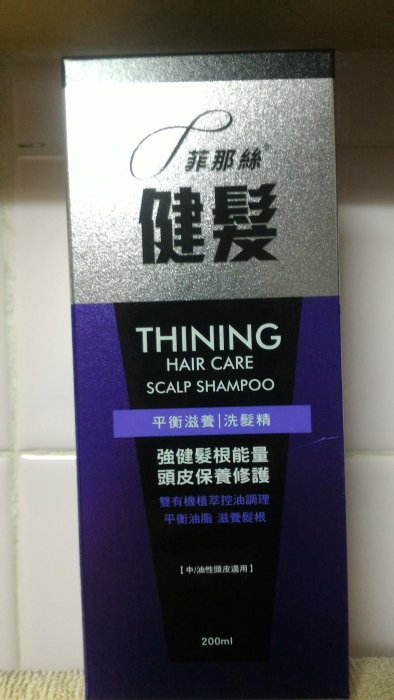 菲那絲®
健髮
THINING
HAIR CARE
SCALP SHAMPOO
平衡滋養|洗髮精
強健髮根能量
頭皮保養修護
雙有機植萃控油調理
平衡油脂 滋養髮根
【中/油性頭皮適用】
200ml